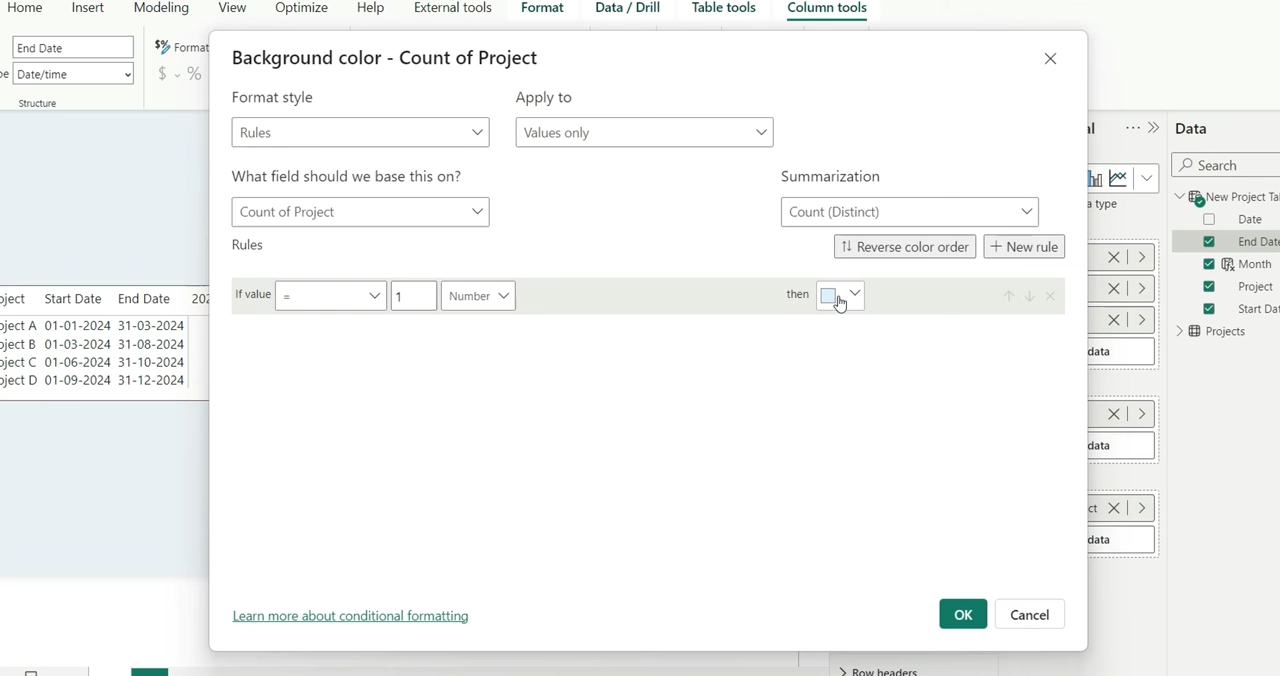 Home Insert Modeling View Optimize Help External tools Format Data / Drill Table tools Column tools
End Date
Format
Date/time
$ %
Structure
Background color - Count of Project
Format style Apply to
Rules Values only
What field should we base this on? Summarization
Count of Project Count (Distinct)
Rules
Reverse color order + New rule
If value = 1 Number then
oject Start Date End Date 202
oject A 01-01-2024 31-03-2024
oject B 01-03-2024 31-08-2024
oject C 01-06-2024 31-10-2024
oject D 01-09-2024 31-12-2024
Learn more about conditional formatting
OK Cancel
al
a type
data
data
ct
data
Row headers
Data
Search
New Project Ta
Date
End Date
Month
Project
Start Dat
Projects